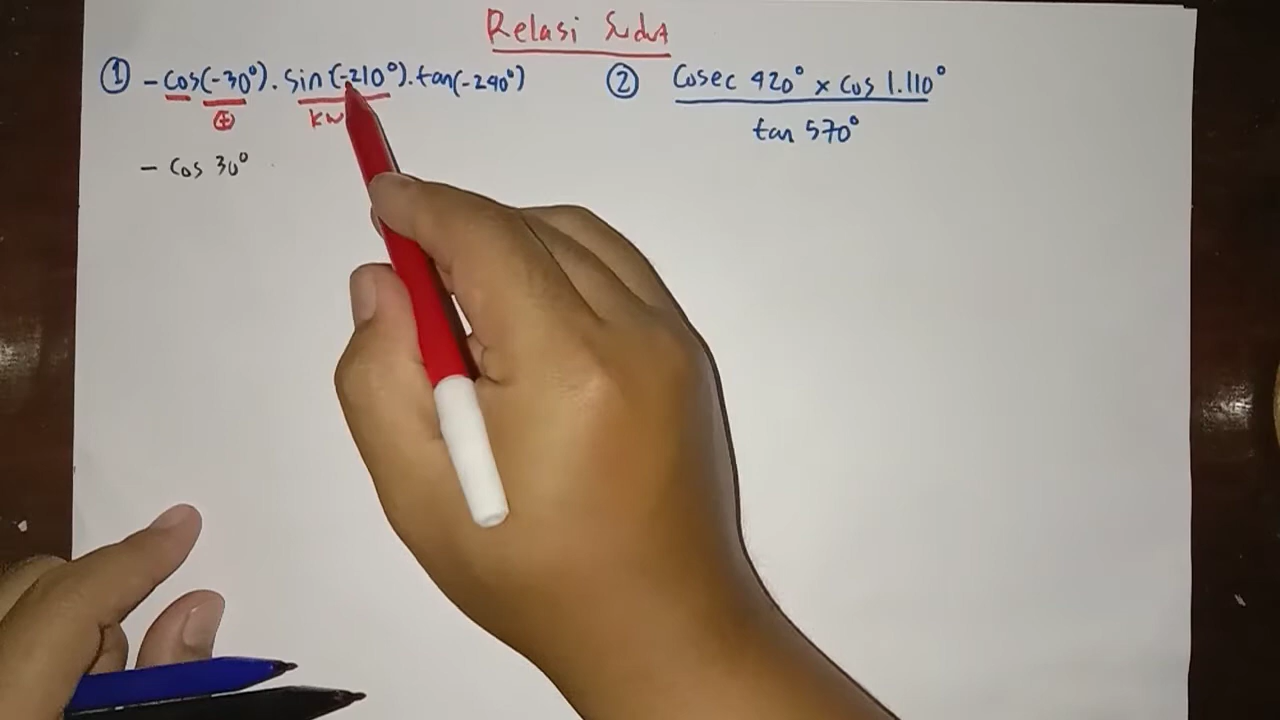 Relasi Sudut
① -cos(-30°).sin(-210°).tan(-240°)
⊕ KW
- cos 30°
② Cosec 420° x cos 1.110°
tan 570°